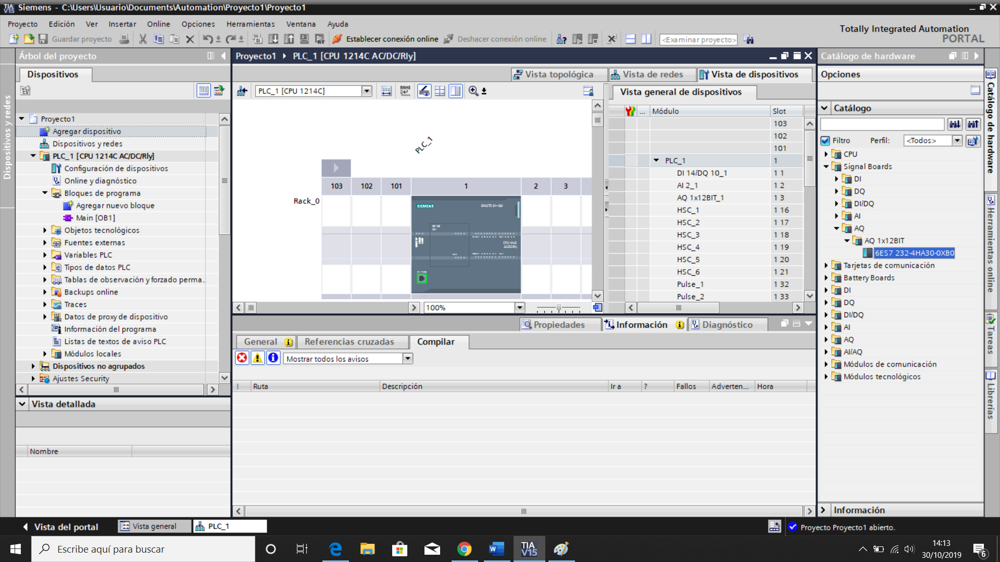 Siemens - C:\Users\Usuario\Documents\Automation\Proyecto1\Proyecto1
Proyecto Edición Ver Insertar Online Opciones Herramientas Ventana Ayuda
Guardar proyecto
Establecer conexión online
Deshacer conexión online
<Examinar proyecto>
Totally Integrated Automation
PORTAL
Árbol del proyecto
Dispositivos
Dispositivos y redes
Proyecto1
Agregar dispositivo
Dispositivos y redes
PLC_1 [CPU 1214C AC/DC/Rly]
Configuración de dispositivos
Online y diagnóstico
Bloques de programa
Agregar nuevo bloque
Main [OB1]
Objetos tecnológicos
Fuentes externas
Variables PLC
Tipos de datos PLC
Tablas de observación y forzado perma...
Backups online
Traces
Datos de proxy de dispositivo
Información del programa
Listas de textos de aviso PLC
Módulos locales
Dispositivos no agrupados
Ajustes Security
Vista detallada
Nombre
Proyecto1 PLC_1 [CPU 1214C AC/DC/Rly]
Vista topológica
Vista de redes
Vista de dispositivos
PLC_1 [CPU 1214C]
PLC_1
103 102 101 1 2 3
Rack_0
SIEMENS
100%
Vista general de dispositivos
... Módulo Slot
103
102
101
PLC_1 1
DI 14/DQ 10_1 1 1
AI 2_1 1 2
AQ 1x12BIT_1 1 3
HSC_1 1 16
HSC_2 1 17
HSC_3 1 18
HSC_4 1 19
HSC_5 1 20
HSC_6 1 21
Pulse_1 1 32
Pulse_2 1 33
Propiedades
Información
Diagnóstico
General
Referencias cruzadas
Compilar
Mostrar todos los avisos
! Ruta Descripción Ir a ? Fallos Adverten... Hora
Catálogo de hardware
Opciones
Catálogo
Filtro Perfil: <Todos>
CPU
Signal Boards
DI
DQ
DI/DQ
AI
AQ
AQ 1x12BIT
6ES7 232-4HA30-0XB0
Tarjetas de comunicación
Battery Boards
DI
DQ
DI/DQ
AI
AQ
AI/AQ
Módulos de comunicación
Módulos tecnológicos
Información
Catálogo de hardware
Herramientas online
Tareas
Librerías
Vista del portal
Vista general
PLC_1
Proyecto Proyecto1 abierto.
Escribe aquí para buscar
TIA
V15
14:13
30/10/2019
6